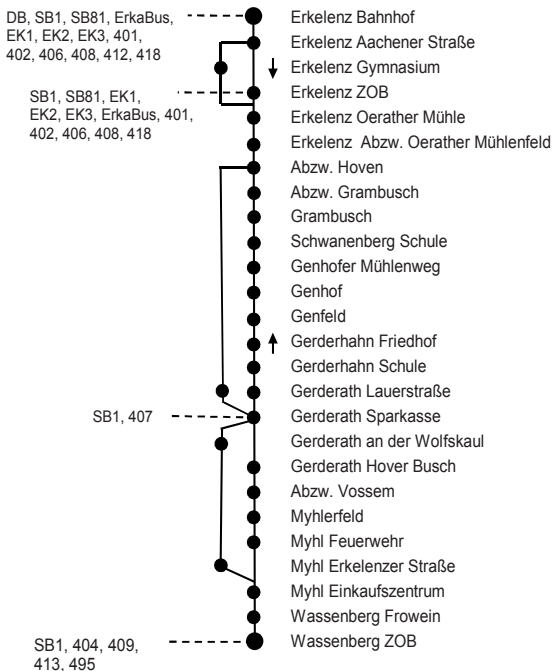 DB, SB1, SB81, ErkaBus,
EK1, EK2, EK3, 401,
402, 406, 408, 412, 418
Erkelenz Bahnhof
Erkelenz Aachener Straße
Erkelenz Gymnasium
SB1, SB81, EK1,
EK2, EK3, ErkaBus, 401,
402, 406, 408, 418
Erkelenz ZOB
Erkelenz Oerather Mühle
Erkelenz Abzw. Oerather Mühlenfeld
Abzw. Hoven
Abzw. Grambusch
Grambusch
Schwanenberg Schule
Genhofer Mühlenweg
Genhof
Genfeld
Gerderhahn Friedhof
Gerderhahn Schule
Gerderath Lauerstraße
SB1, 407
Gerderath Sparkasse
Gerderath an der Wolfskaul
Gerderath Hover Busch
Abzw. Vossem
Myhlerfeld
Myhl Feuerwehr
Myhl Erkelenzer Straße
Myhl Einkaufszentrum
Wassenberg Frowein
SB1, 404, 409,
413, 495
Wassenberg ZOB